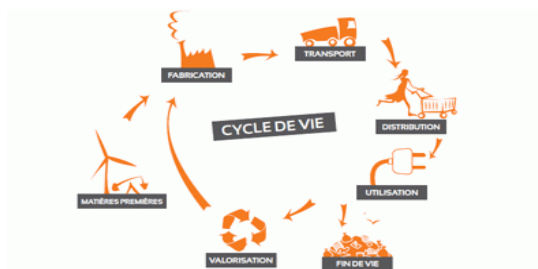 TRANSPORT
FABRICATION
CYCLE DE VIE
DISTRIBUTION
UTILISATION
MATIÈRES PREMIÈRES
VALORISATION
FIN DE VIE